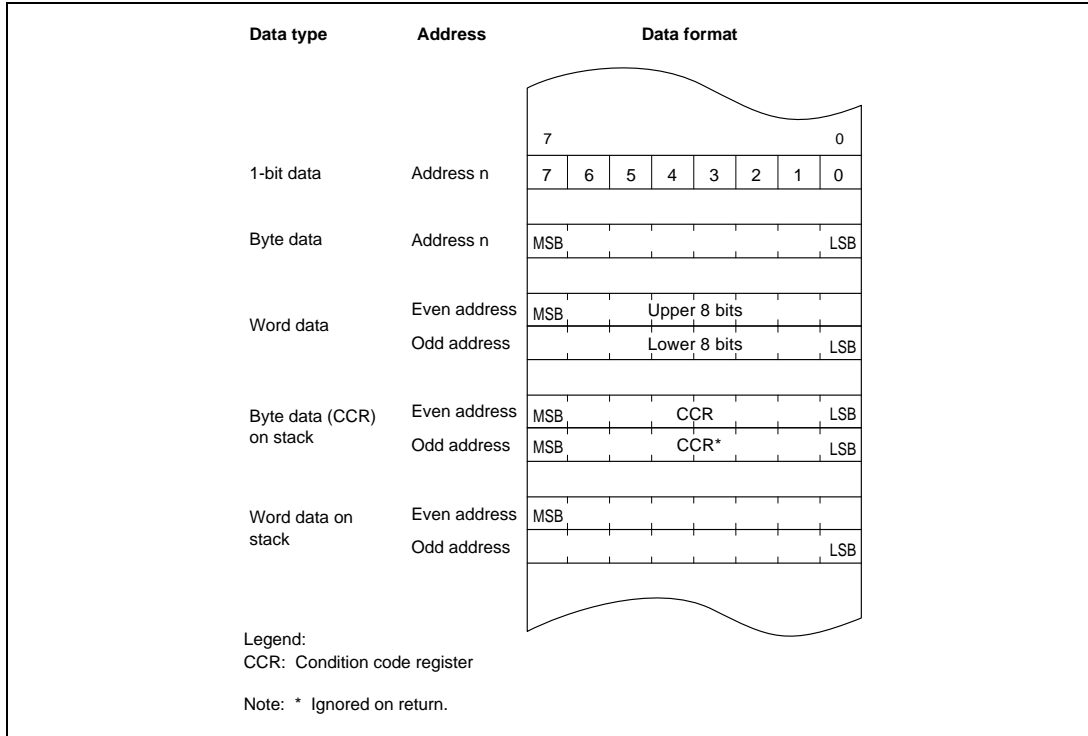 Data type Address Data format
7 0
1-bit data Address n 7 6 5 4 3 2 1 0
Byte data Address n MSB LSB
Word data
Even address MSB Upper 8 bits
Odd address Lower 8 bits LSB
Byte data (CCR)
on stack
Even address MSB CCR LSB
Odd address MSB CCR* LSB
Word data on
stack
Even address MSB
Odd address LSB
Legend:
CCR: Condition code register
Note: * Ignored on return.